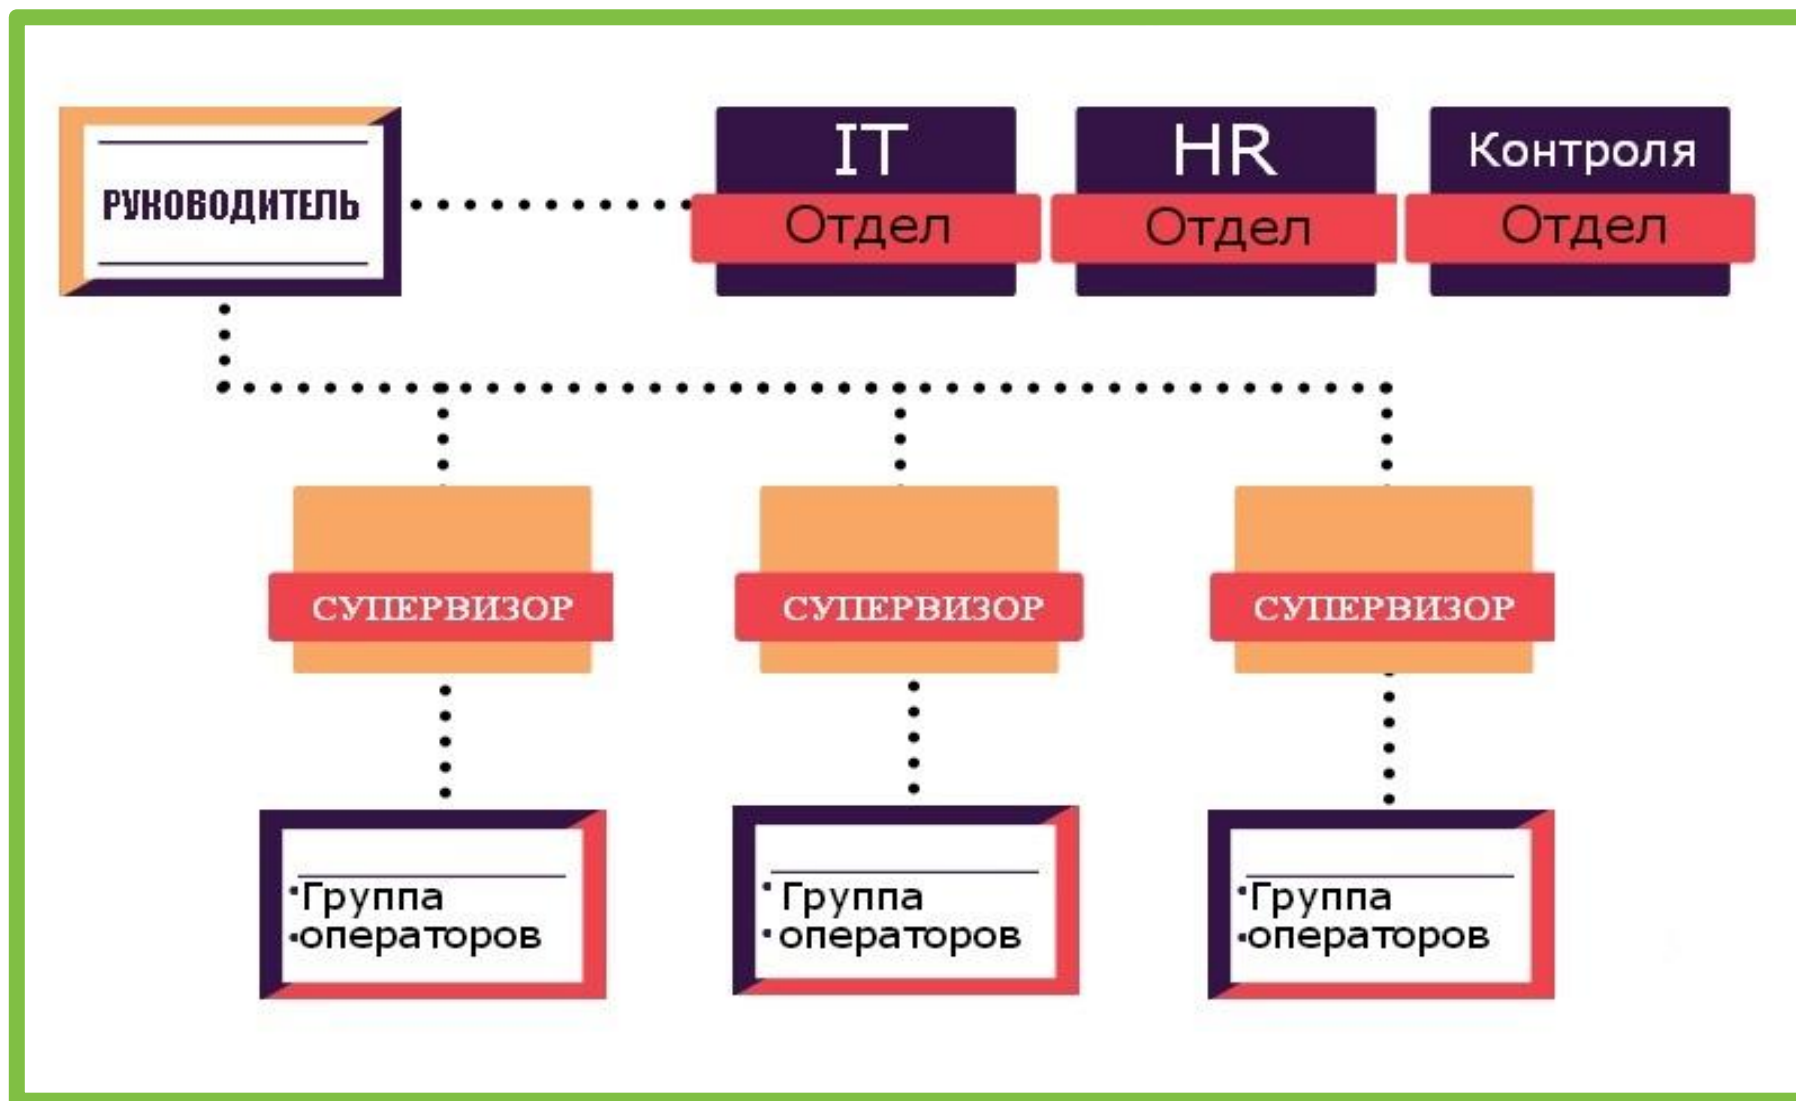 РУКОВОДИТЕЛЬ
IT
Отдел
HR
Отдел
Контроля
Отдел
СУПЕРВИЗОР
СУПЕРВИЗОР
СУПЕРВИЗОР
•Группа
•операторов
• Группа
• операторов
•Группа
•операторов